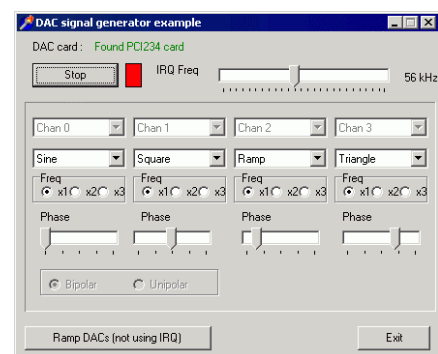 DAC signal generator example
DAC card : Found PCI234 card
Stop IRQ Freq 56 kHz
Chan 0 Chan 1 Chan 2 Chan 3
Sine Square Ramp Triangle
Freq Freq Freq Freq
x1 x2 x3 x1 x2 x3 x1 x2 x3 x1 x2 x3
Phase Phase Phase Phase
Bipolar Unipolar
Ramp DACs (not using IRQ) Exit